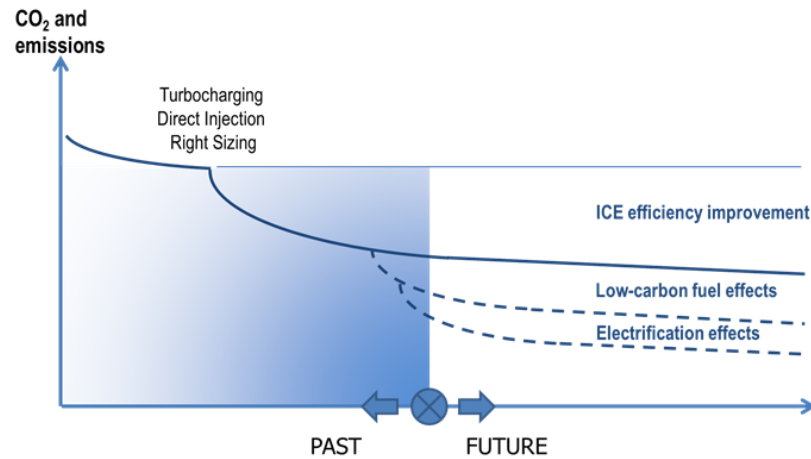 CO₂ and
emissions
Turbocharging
Direct Injection
Right Sizing
ICE efficiency improvement
Low-carbon fuel effects
Electrification effects
PAST
FUTURE